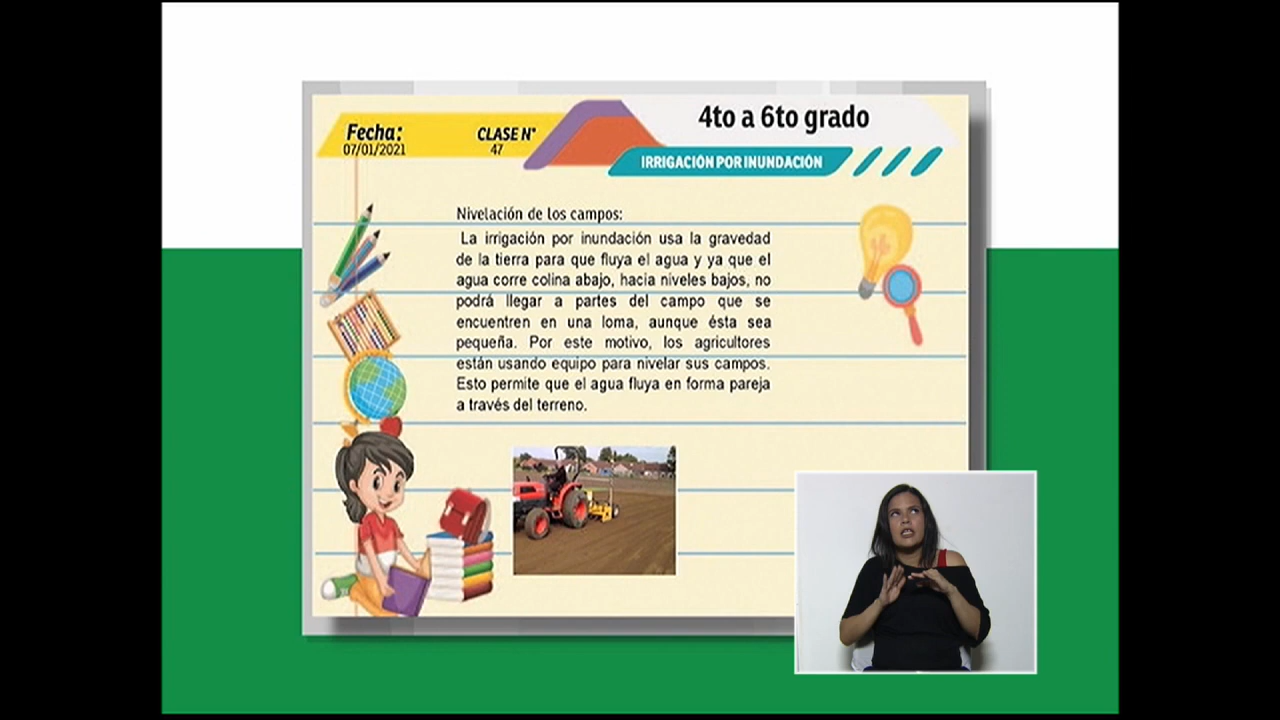 4to a 6to grado
Fecha:
07/01/2021
CLASE N°
47
IRRIGACIÓN POR INUNDACIÓN
Nivelación de los campos:
La irrigación por inundación usa la gravedad
de la tierra para que fluya el agua y ya que el
agua corre colina abajo, hacia niveles bajos, no
podrá llegar a partes del campo que se
encuentren en una loma, aunque ésta sea
pequeña. Por este motivo, los agricultores
están usando equipo para nivelar sus campos.
Esto permite que el agua fluya en forma pareja
a través del terreno.